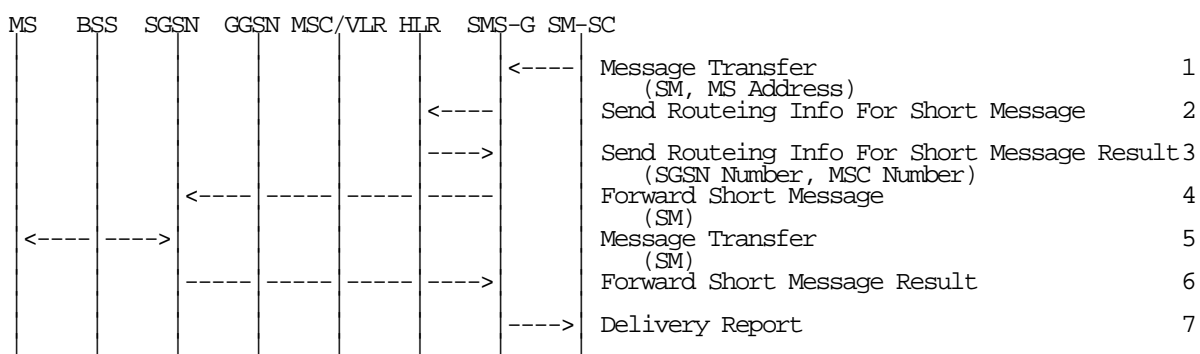 MS BSS SGSN GGSN MSC/VLR HLR SMS-G SM-SC
Message Transfer 1
(SM, MS Address)
Send Routeing Info For Short Message 2
Send Routeing Info For Short Message Result3
(SGSN Number, MSC Number)
Forward Short Message 4
(SM)
Message Transfer 5
(SM)
Forward Short Message Result 6
Delivery Report 7